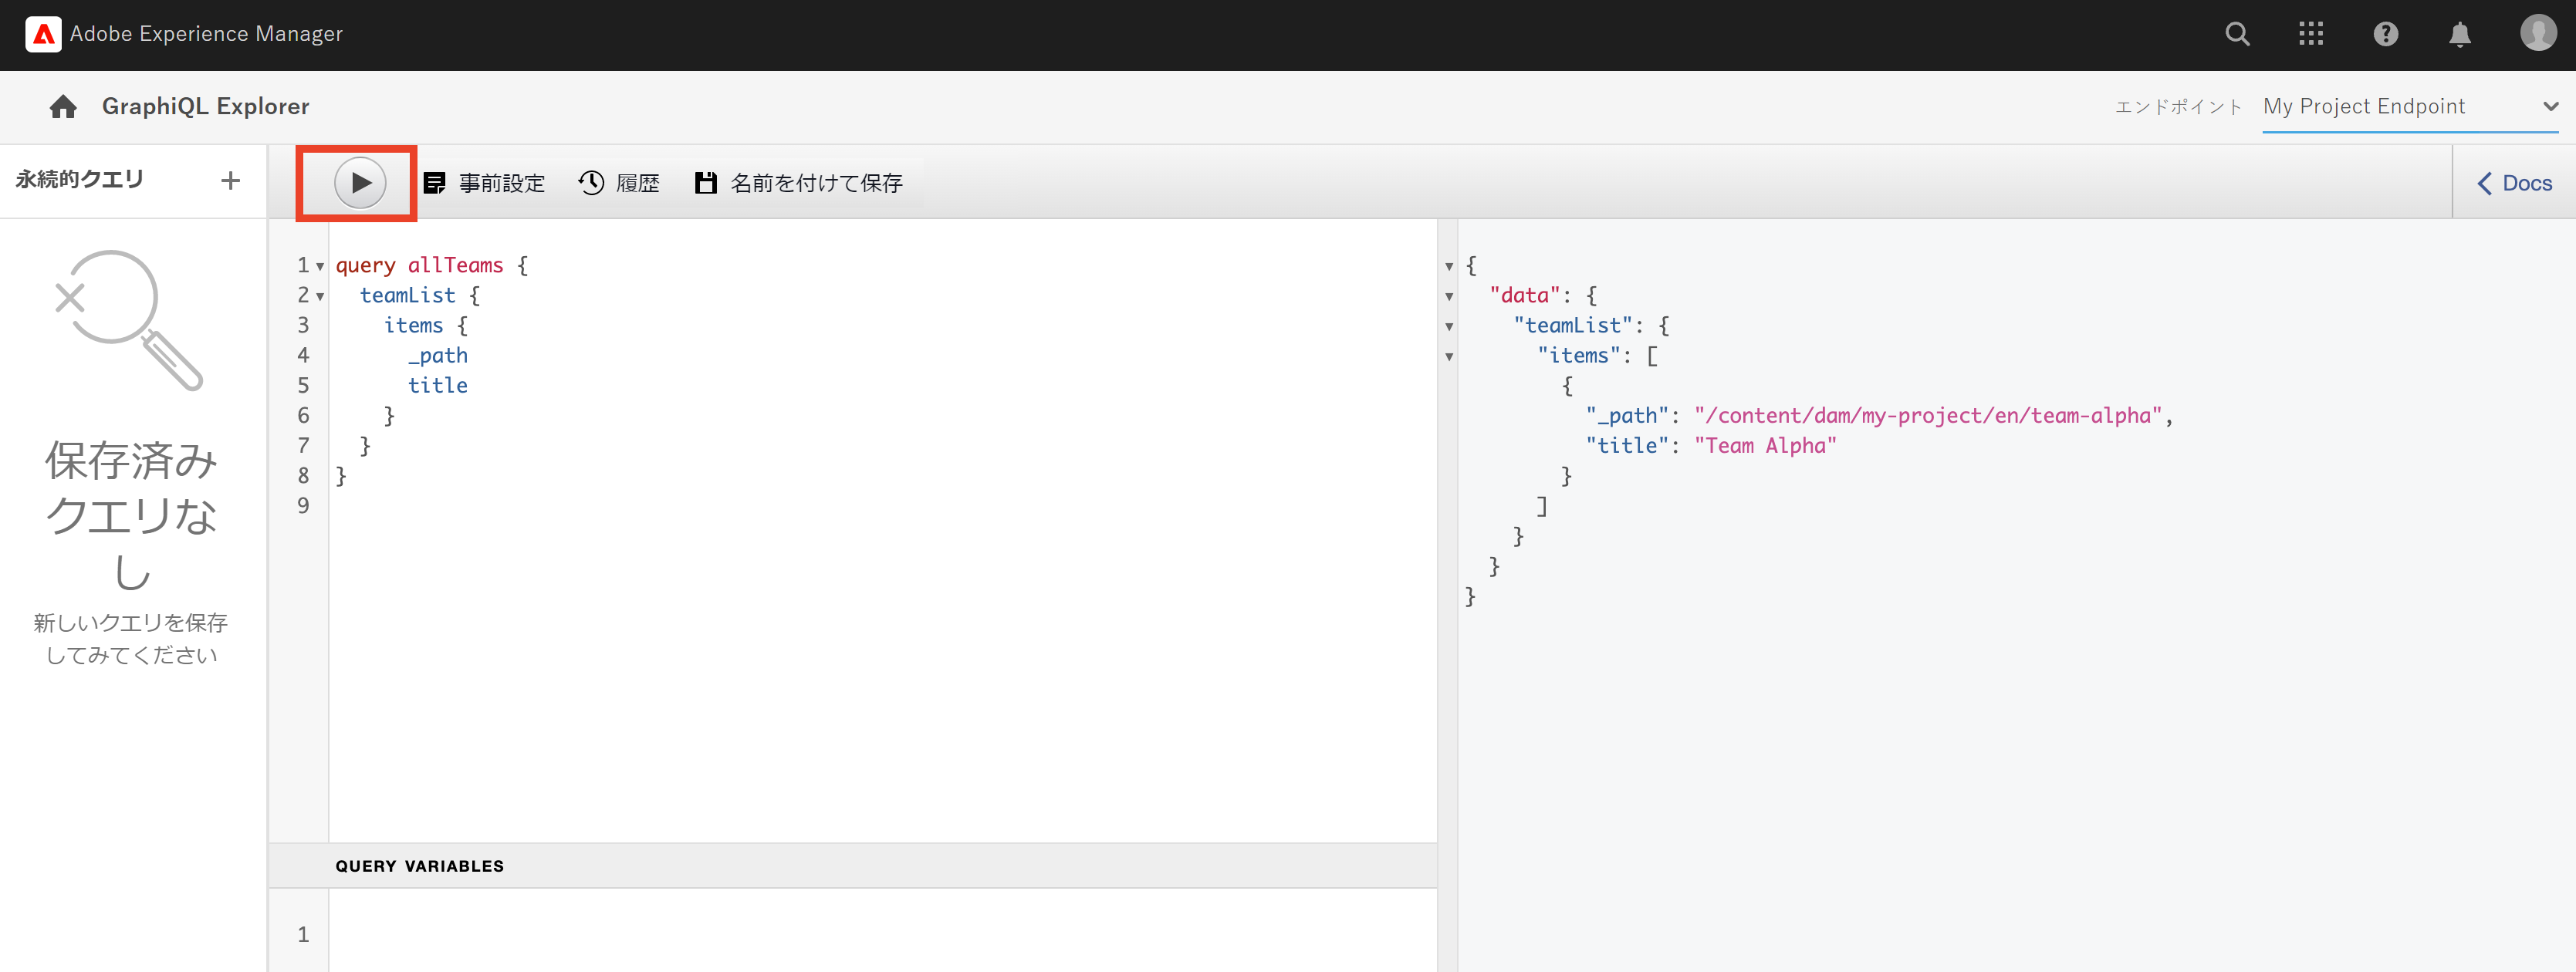 Adobe Experience Manager
GraphiQL Explorer
エンドポイント My Project Endpoint
永続的クエリ
事前設定 履歴 名前を付けて保存
Docs
保存済み
クエリな
し
新しいクエリを保存
してみてください
1 query allTeams {
2 teamList {
3 items {
4 _path
5 title
6 }
7 }
8 }
9
QUERY VARIABLES
1
{
"data": {
"teamList": {
"items": [
{
"_path": "/content/dam/my-project/en/team-alpha",
"title": "Team Alpha"
}
]
}
}
}